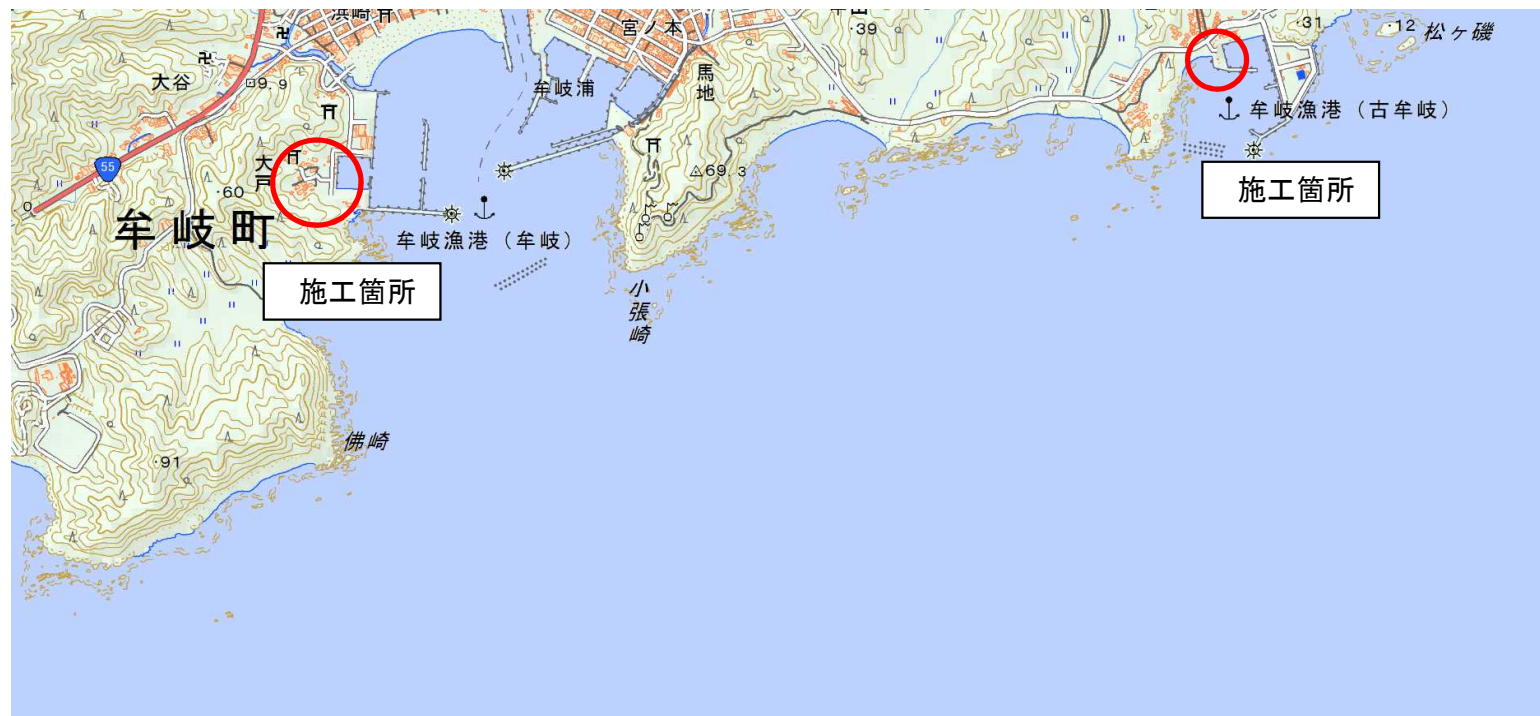 浜崎
宮ノ本
・39
・31
・12
松ヶ磯
大谷
9.9
馬地
牟岐浦
牟岐漁港（古牟岐）
55
大戸
・60
69.3
施工箇所
牟岐町
牟岐漁港（牟岐）
施工箇所
小張崎
佛崎
・91